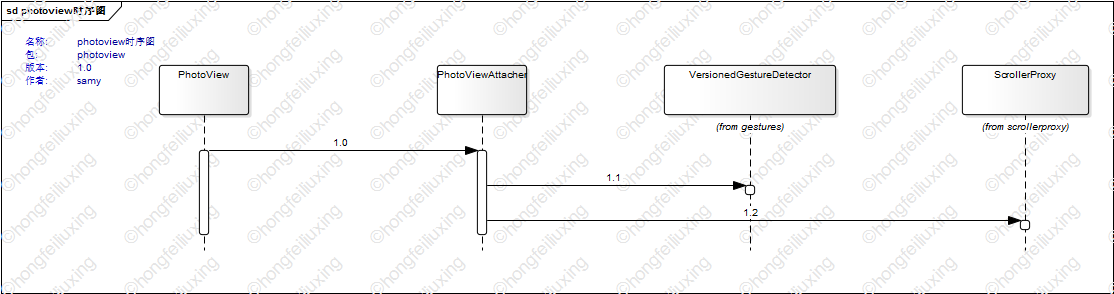 sd photoview时序图
名称: photoview时序图
包: photoview
版本: 1.0
作者: samy
PhotoView
PhotoViewAttacher
VersionedGestureDetector
ScrollerProxy
(from gestures)
(from scrollerproxy)
1.0
1.1
1.2
©hongfeiliuxing